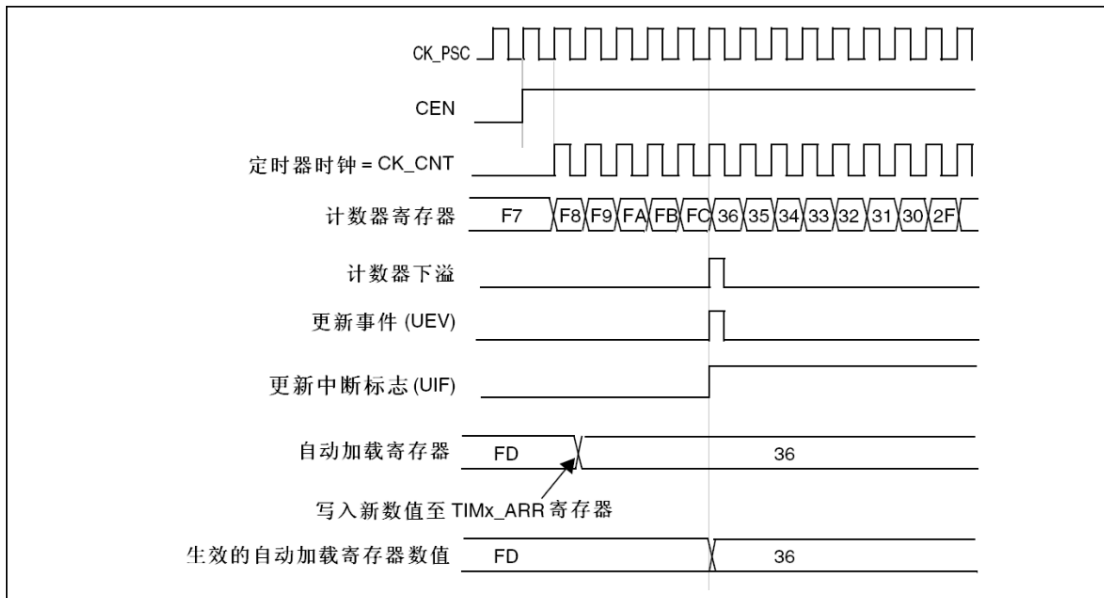 CK_PSC
CEN
定时器时钟 = CK_CNT
计数器寄存器 F7 F8 F9 FA FB FC 36 35 34 33 32 31 30 2F
计数器下溢
更新事件 (UEV)
更新中断标志 (UIF)
自动加载寄存器 FD 36
写入新数值至 TIMx_ARR 寄存器
生效的自动加载寄存器数值 FD 36